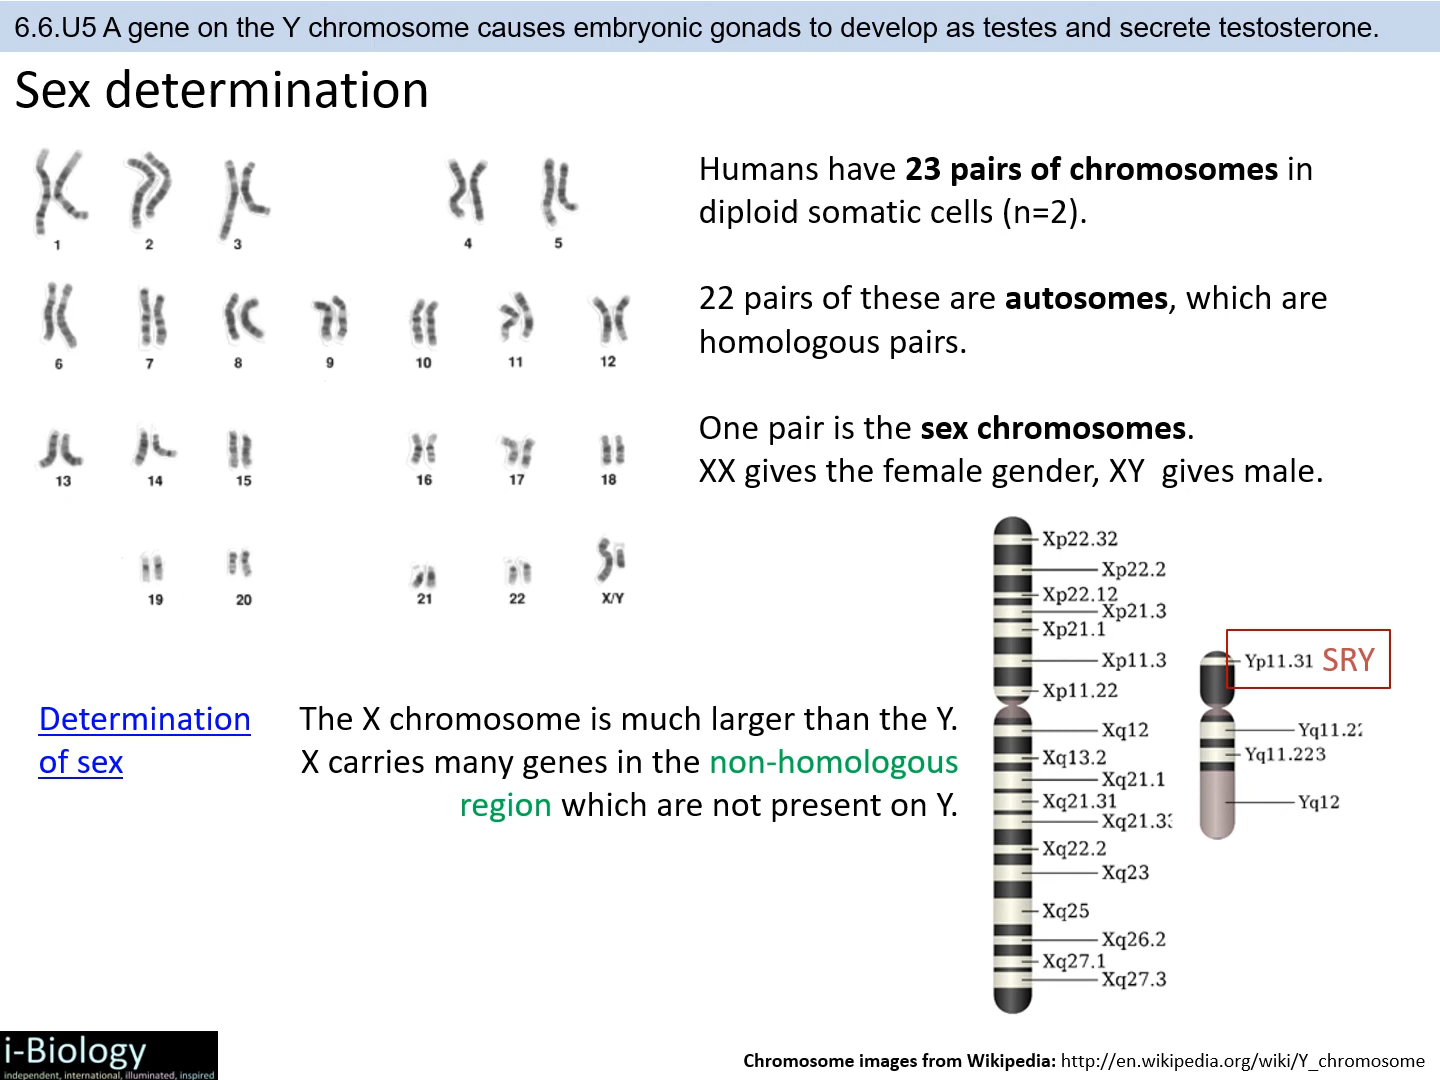 6.6.U5 A gene on the Y chromosome causes embryonic gonads to develop as testes and secrete testosterone.
Sex determination
1 2 3 4 5
6 7 8 9 10 11 12
13 14 15 16 17 18
19 20 21 22 X/Y
Humans have 23 pairs of chromosomes in
diploid somatic cells (n=2).
22 pairs of these are autosomes, which are
homologous pairs.
One pair is the sex chromosomes.
XX gives the female gender, XY gives male.
Determination
of sex
The X chromosome is much larger than the Y.
X carries many genes in the non-homologous
region which are not present on Y.
Xp22.32
Xp22.2
Xp22.12
Xp21.3
Xp21.1
Xp11.3
Xp11.22
Xq12
Xq13.2
Xq21.1
Xq21.31
Xq21.33
Xq22.2
Xq23
Xq25
Xq26.2
Xq27.1
Xq27.3
Yp11.31 SRY
Yq11.22
Yq11.223
Yq12
i-Biology
independent, international, illuminated, inspired
Chromosome images from Wikipedia: http://en.wikipedia.org/wiki/Y_chromosome